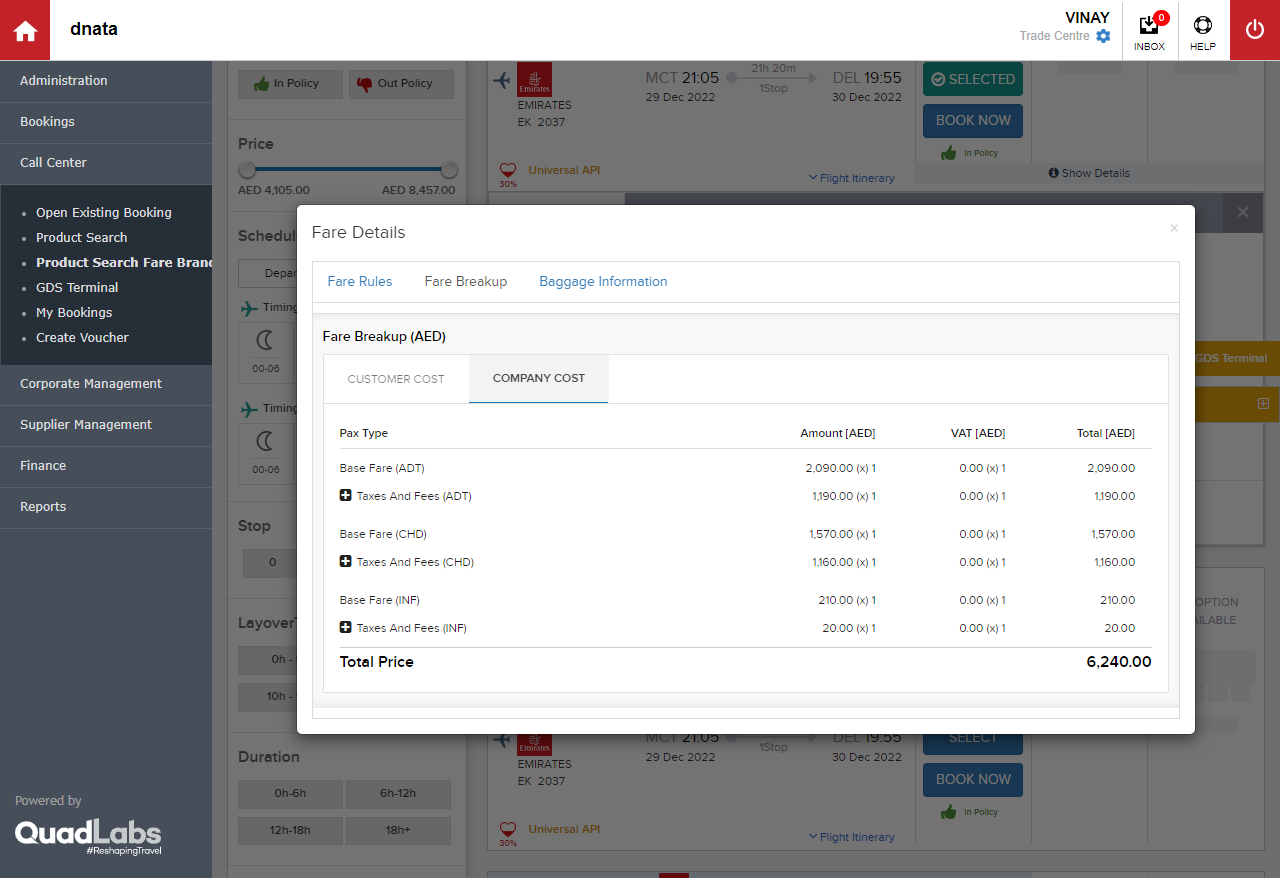 dnata
VINAY
Trade Centre
0
INBOX
HELP
Administration
Bookings
Call Center
Open Existing Booking
Product Search
Product Search Fare Brand
GDS Terminal
My Bookings
Create Voucher
Corporate Management
Supplier Management
Finance
Reports
Powered by
QuadLabs
#ReshapingTravel
In Policy
Out Policy
Price
AED 4,105.00
AED 8,457.00
Timing
00-06
Timing
00-06
Stop
0
Layover
0h -
10h -
Duration
0h-6h
6h-12h
12h-18h
18h+
Emirates
EMIRATES
EK 2037
MCT 21:05
29 Dec 2022
21h 20m
1Stop
DEL 19:55
30 Dec 2022
SELECTED
BOOK NOW
In Policy
30%
Universal API
Flight Itinerary
Show Details
GDS Terminal
OPTION
Fare Details
×
Fare Rules
Fare Breakup
Baggage Information
Fare Breakup (AED)
CUSTOMER COST
COMPANY COST
Pax Type Amount [AED] VAT [AED] Total [AED]
Base Fare (ADT) 2,090.00 (x) 1 0.00 (x) 1 2,090.00
Taxes And Fees (ADT) 1,190.00 (x) 1 0.00 (x) 1 1,190.00
Base Fare (CHD) 1,570.00 (x) 1 0.00 (x) 1 1,570.00
Taxes And Fees (CHD) 1,160.00 (x) 1 0.00 (x) 1 1,160.00
Base Fare (INF) 210.00 (x) 1 0.00 (x) 1 210.00
Taxes And Fees (INF) 20.00 (x) 1 0.00 (x) 1 20.00
Total Price 6,240.00
Emirates
EMIRATES
EK 2037
MCT 21:05
29 Dec 2022
1Stop
DEL 19:55
30 Dec 2022
SELECT
BOOK NOW
In Policy
30%
Universal API
Flight Itinerary